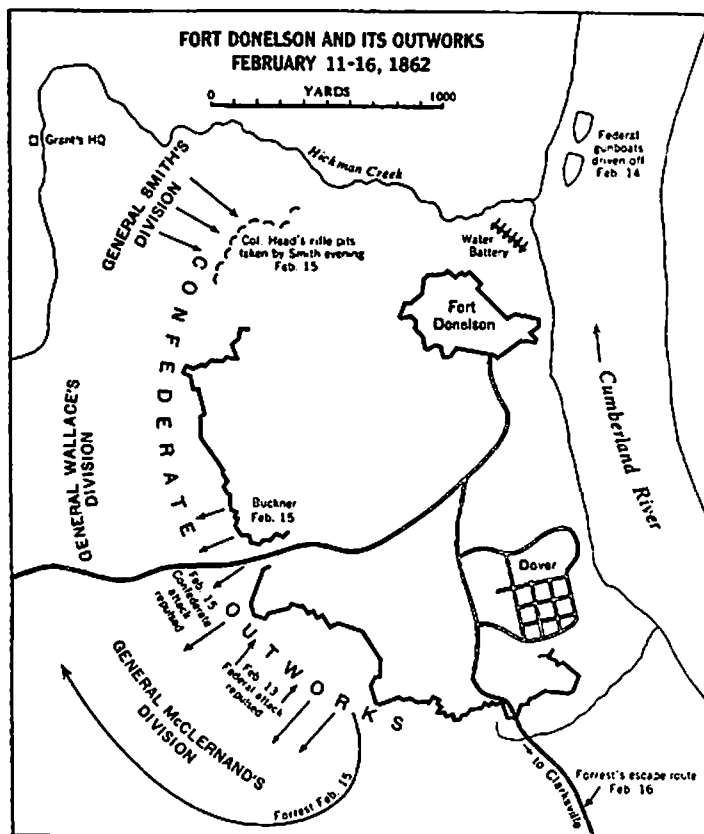 FORT DONELSON AND ITS OUTWORKS
FEBRUARY 11-16, 1862
YARDS
0 1000
Grant's HQ
Hickman Creek
Federal
gunboats
driven off
Feb. 14
GENERAL SMITH'S
DIVISION
Col. Head's rifle pits
taken by Smith evening
Feb. 15
Water
Battery
Fort
Donelson
CONFEDERATE
Cumberland River
GENERAL WALLACE'S
DIVISION
Buckner
Feb. 15
Dover
Feb. 15
Confederate
attack
repulsed
OUTWORKS
Feb. 13
Federal attack
repulsed
GENERAL McCLERNAND'S
DIVISION
Forrest Feb. 15
to Clarksville
Forrest's escape route
Feb. 16